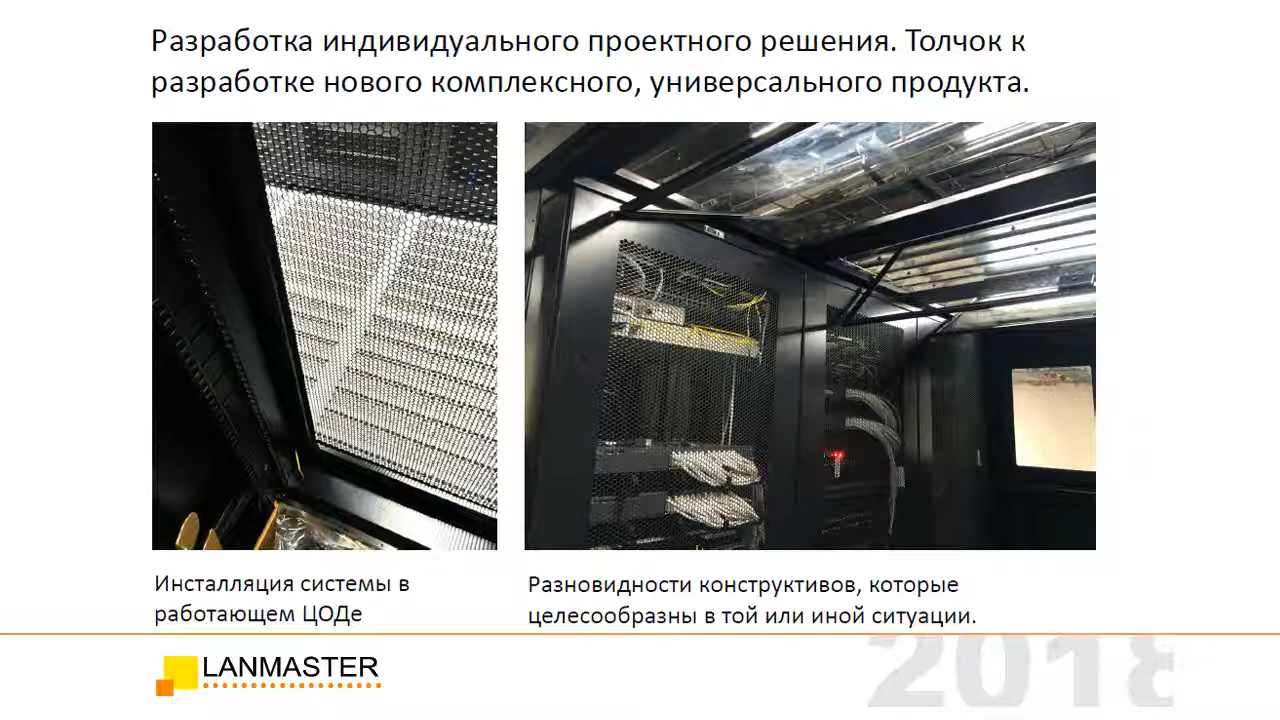 Разработка индивидуального проектного решения. Толчок к
разработке нового комплексного, универсального продукта.
Инсталляция системы в
работающем ЦОДе
Разновидности конструктивов, которые
целесообразны в той или иной ситуации.
LANMASTER
2018